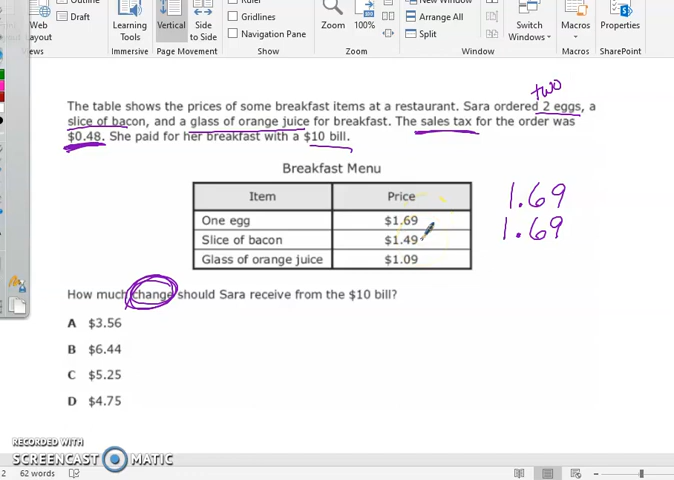 Web
Layout
Draft
Immersive
Vertical
Side
to Side
Page Movement
Gridlines
Navigation Pane
Show
Zoom
100%
Zoom
Arrange All
Split
Window
Switch
Windows
Macros
Macros
Properties
SharePoint
two
The table shows the prices of some breakfast items at a restaurant. Sara ordered 2 eggs, a
slice of bacon, and a glass of orange juice for breakfast. The sales tax for the order was
$0.48. She paid for her breakfast with a $10 bill.
Breakfast Menu
Item Price
One egg $1.69
Slice of bacon $1.49
Glass of orange juice $1.09
1.69
1.69
How much change should Sara receive from the $10 bill?
A $3.56
B $6.44
C $5.25
D $4.75
RECORDED WITH
SCREENCAST MATIC
2 62 words